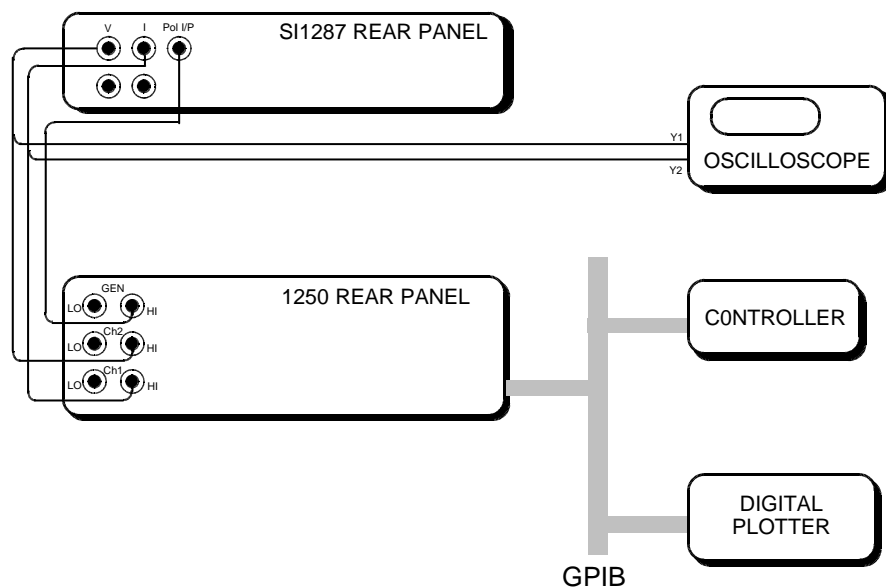 V I Pol I/P
SI1287 REAR PANEL
Y1
Y2
OSCILLOSCOPE
1250 REAR PANEL
GEN
LO HI
Ch2
LO HI
Ch1
LO HI
C0NTROLLER
DIGITAL
PLOTTER
GPIB